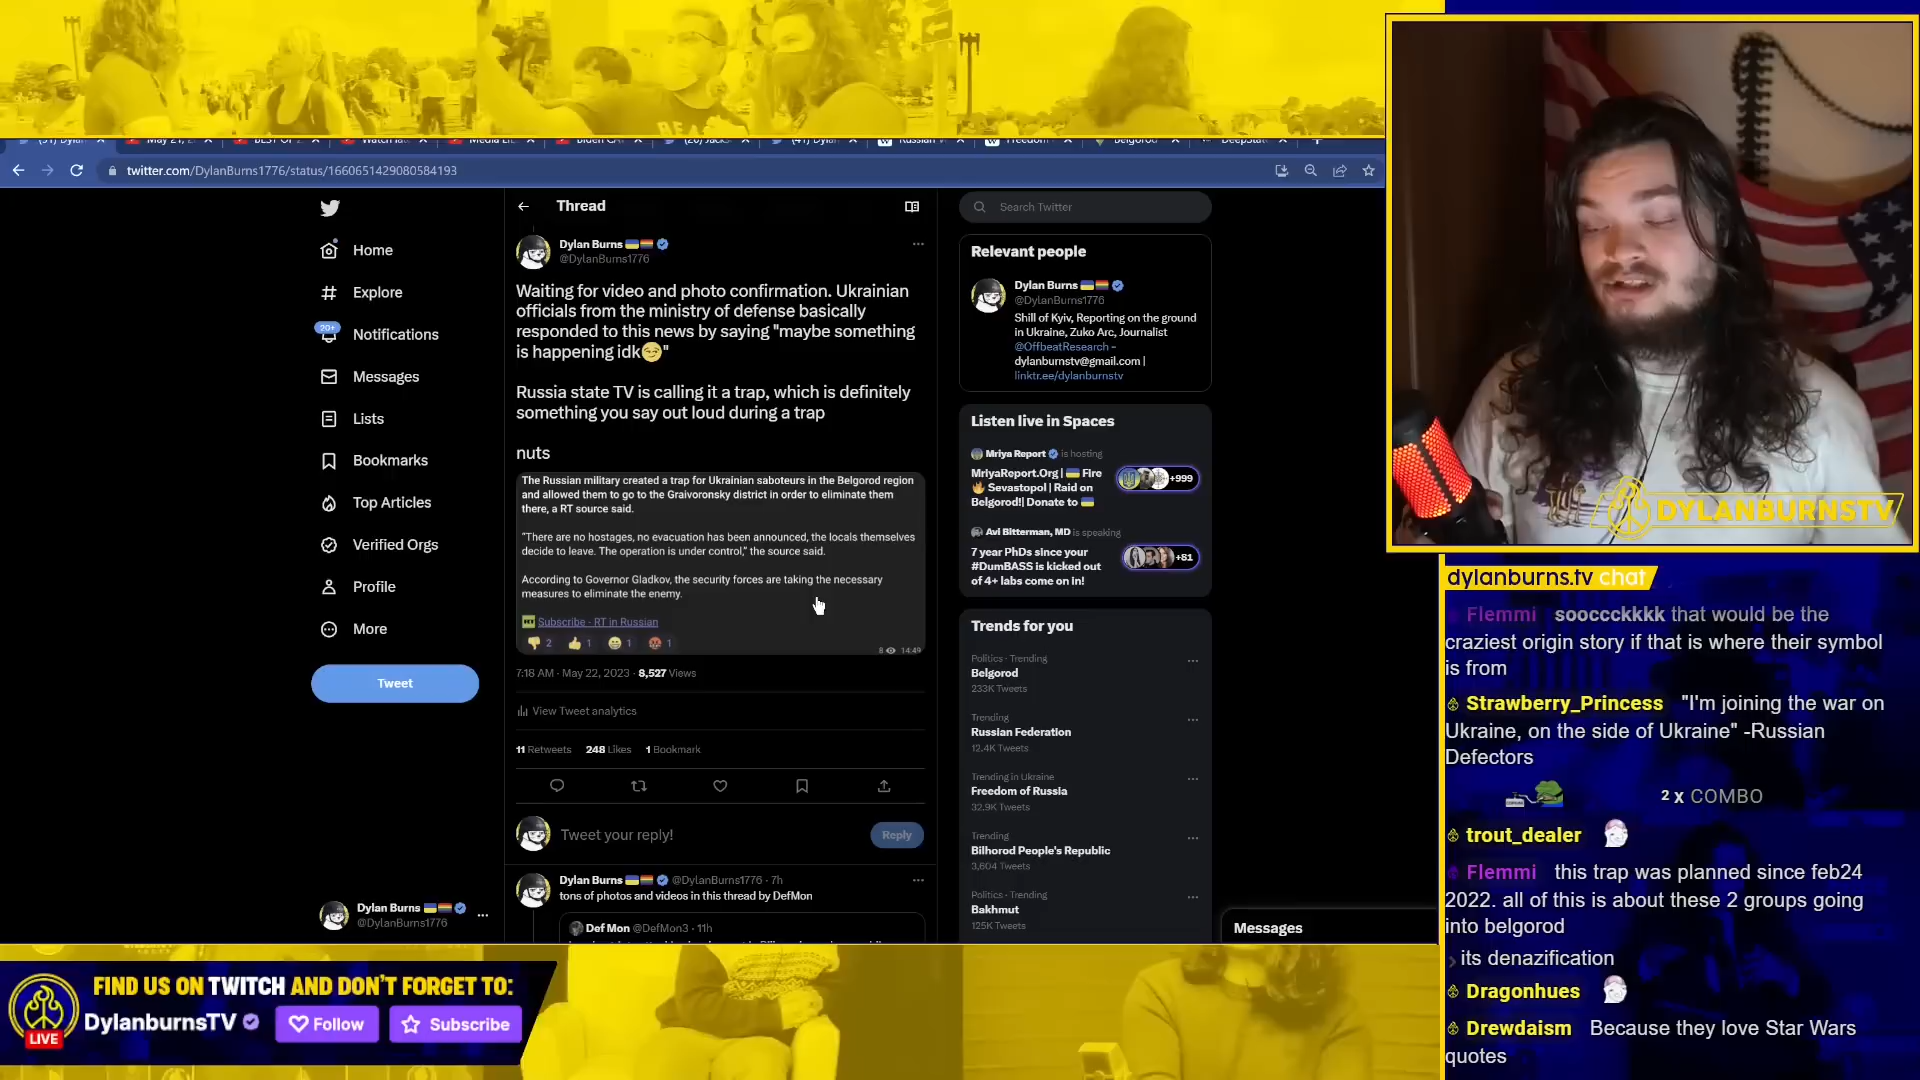 twitter.com/DylanBurns1776/status/1660651429080584193
Home
Explore
20+
Notifications
Messages
Lists
Bookmarks
Top Articles
Verified Orgs
Profile
More
Tweet
Dylan Burns
@DylanBurns1776
Thread
Dylan Burns
@DylanBurns1776
Waiting for video and photo confirmation. Ukrainian
officials from the ministry of defense basically
responded to this news by saying "maybe something
is happening idk😏"
Russia state TV is calling it a trap, which is definitely
something you say out loud during a trap
nuts
The Russian military created a trap for Ukrainian saboteurs in the Belgorod region
and allowed them to go to the Graivoronsky district in order to eliminate them
there, a RT source said.
"There are no hostages, no evacuation has been announced, the locals themselves
decide to leave. The operation is under control," the source said.
According to Governor Gladkov, the security forces are taking the necessary
measures to eliminate the enemy.
Subscribe - RT in Russian
2 1 1 1
8 14:49
7:18 AM · May 22, 2023 · 8,527 Views
View Tweet analytics
11 Retweets 248 Likes 1 Bookmark
Tweet your reply!
Reply
Dylan Burns @DylanBurns1776 · 7h
tons of photos and videos in this thread by DefMon
Def Mon @DefMon3 · 11h
Search Twitter
Relevant people
Dylan Burns
@DylanBurns1776
Shill of Kyiv, Reporting on the ground
in Ukraine, Zuko Arc, Journalist
@OffbeatResearch -
dylanburnstv@gmail.com |
linktr.ee/dylanburnstv
Listen live in Spaces
Mriya Report is hosting
MriyaReport.Org | 🇺🇦 Fire
🔥 Sevastopol | Raid on
Belgorod!| Donate to 🇺🇦
+999
Avi Bitterman, MD is speaking
7 year PhDs since your
#DumBASS is kicked out
of 4+ labs come on in!
+81
Trends for you
Politics · Trending
Belgorod
233K Tweets
Trending
Russian Federation
12.4K Tweets
Trending in Ukraine
Freedom of Russia
32.9K Tweets
Trending
Bilhorod People's Republic
3,604 Tweets
Politics · Trending
Bakhmut
125K Tweets
Messages
DYLANBURNSTV
dylanburns.tv chat
Flemmi sooccckkkk that would be the
craziest origin story if that is where their symbol
is from
Strawberry_Princess "I'm joining the war on
Ukraine, on the side of Ukraine" -Russian
Defectors
2 x COMBO
trout_dealer
Flemmi this trap was planned since feb24
2022. all of this is about these 2 groups going
into belgorod
> its denazification
Dragonhues
Drewdaism Because they love Star Wars
quotes
FIND US ON TWITCH AND DON'T FORGET TO:
LIVE
DylanburnsTV
Follow
Subscribe